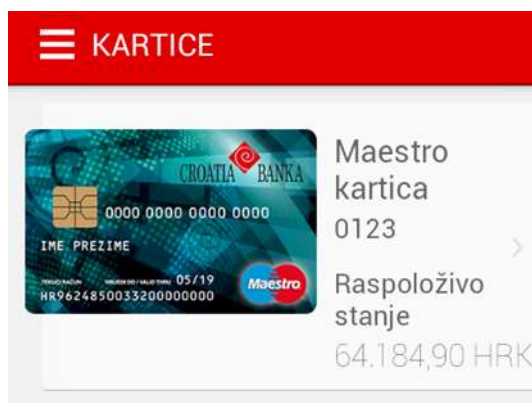 KARTICE
CROATIA BANKA
0000 0000 0000 0000
IME PREZIME
05/19
HR9624850033200000000
Maestro
Maestro
kartica
0123
Raspoloživo
stanje
64.184,90 HRK